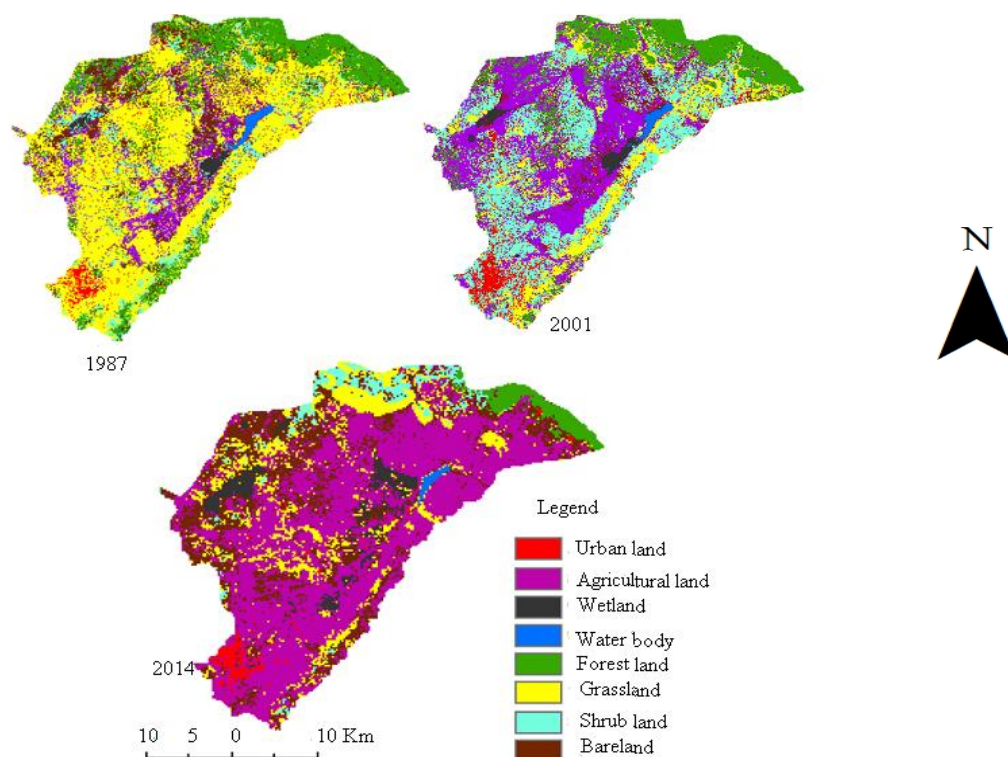 N
2001
1987
Legend
Urban land
Agricultural land
Wetland
Water body
2014
Forest land
Grassland
Shrub land
10 5 0 10 Km
Bareland